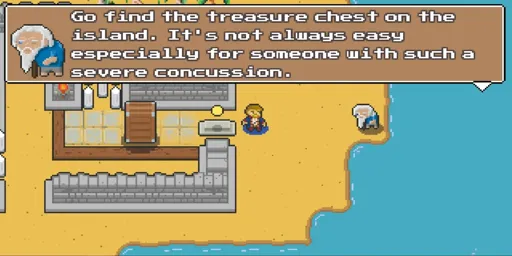 Go find the treasure chest on the
island. It's not always easy
especially for someone with such a
severe concussion.